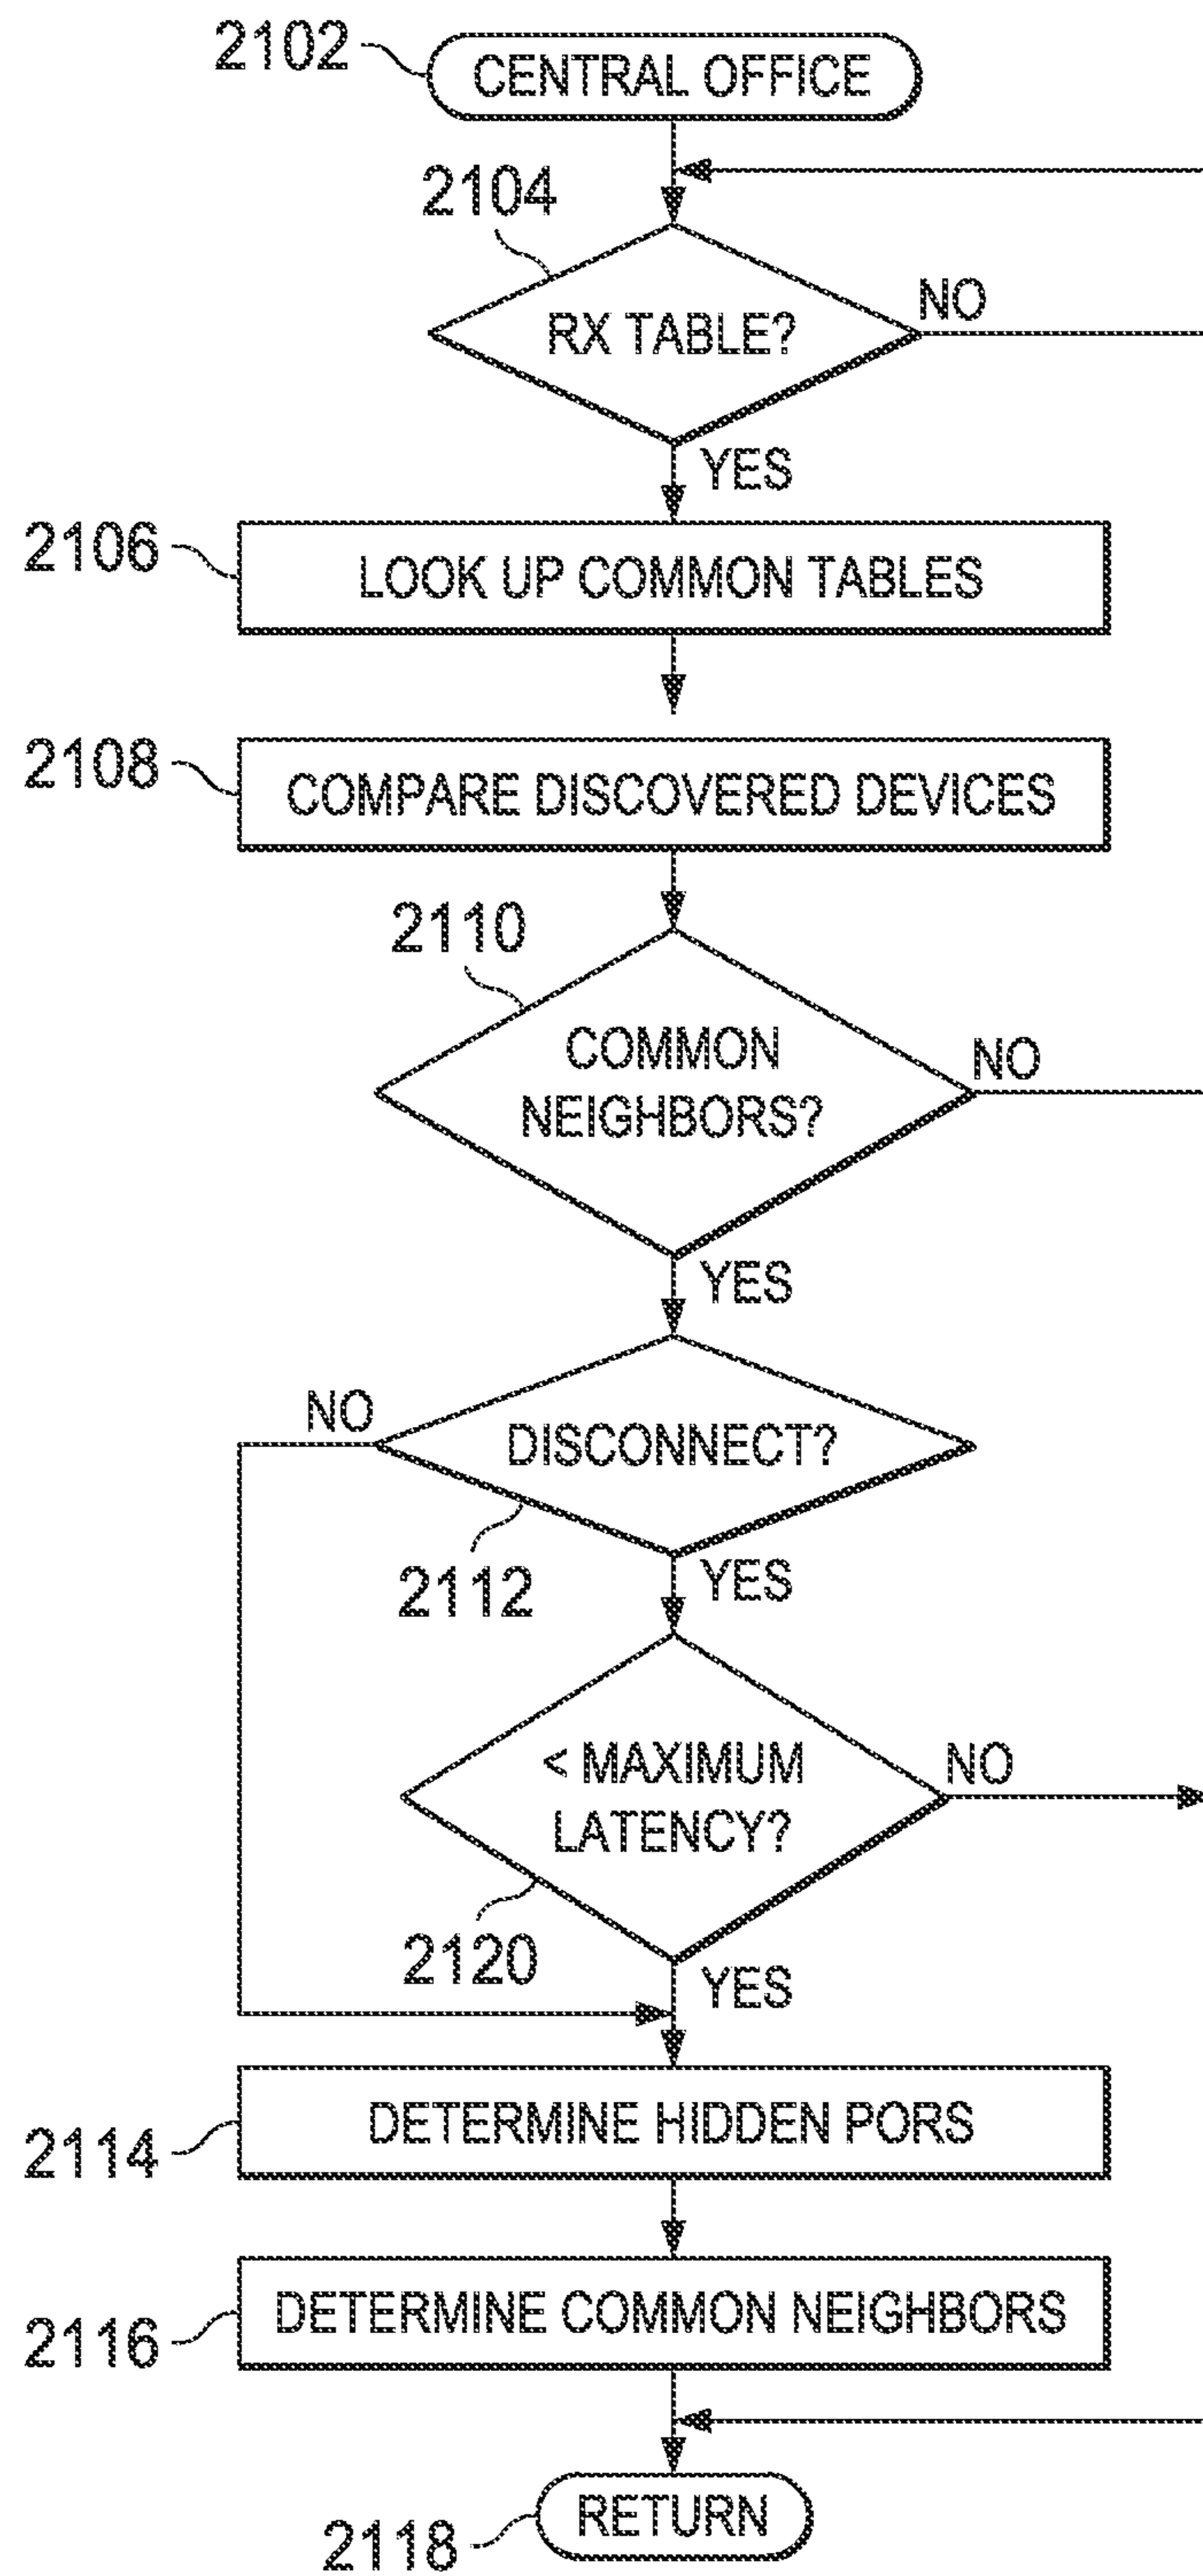 2102
CENTRAL OFFICE
2104
RX TABLE?
NO
YES
2106
LOOK UP COMMON TABLES
2108
COMPARE DISCOVERED DEVICES
2110
COMMON
NEIGHBORS?
NO
YES
NO
DISCONNECT?
2112
YES
< MAXIMUM
LATENCY?
NO
2120
YES
2114
DETERMINE HIDDEN PORS
2116
DETERMINE COMMON NEIGHBORS
2118
RETURN